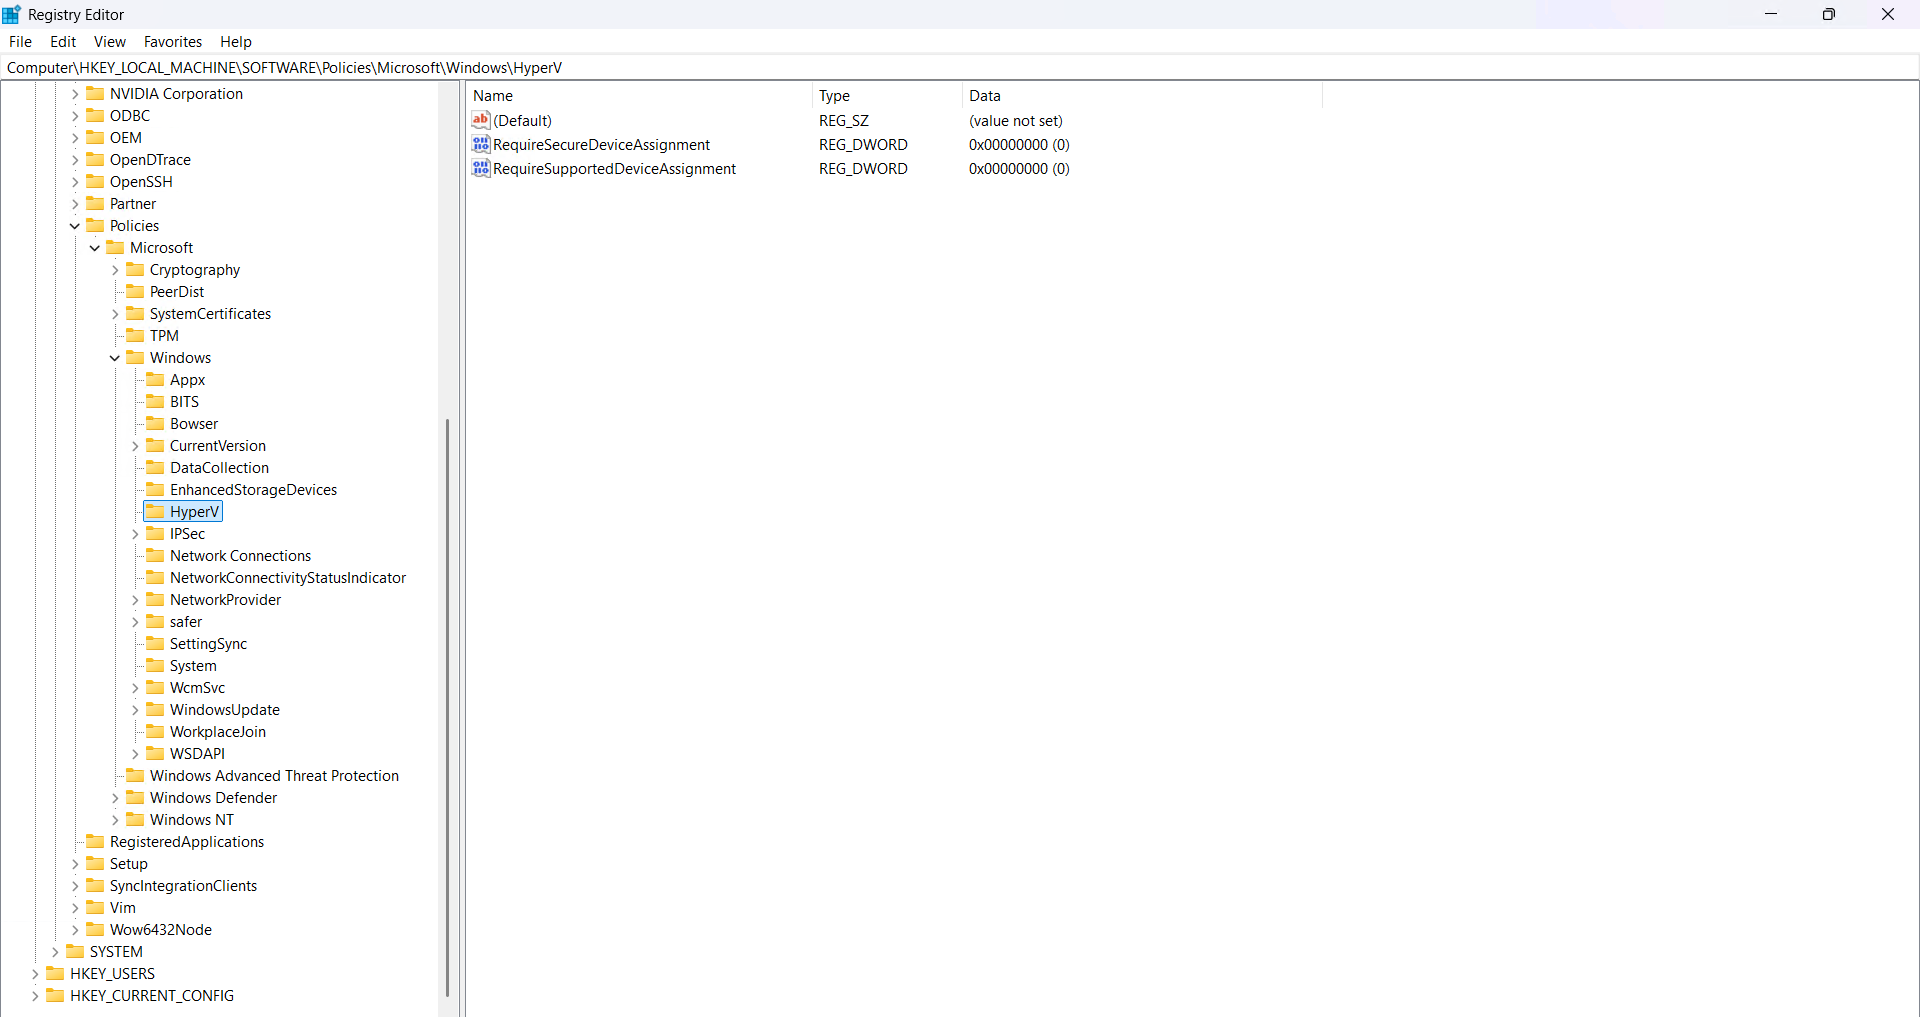 Registry Editor
File Edit View Favorites Help
Computer\HKEY_LOCAL_MACHINE\SOFTWARE\Policies\Microsoft\Windows\HyperV
NVIDIA Corporation
ODBC
OEM
OpenDTrace
OpenSSH
Partner
Policies
Microsoft
Cryptography
PeerDist
SystemCertificates
TPM
Windows
Appx
BITS
Bowser
CurrentVersion
DataCollection
EnhancedStorageDevices
HyperV
IPSec
Network Connections
NetworkConnectivityStatusIndicator
NetworkProvider
safer
SettingSync
System
WcmSvc
WindowsUpdate
WorkplaceJoin
WSDAPI
Windows Advanced Threat Protection
Windows Defender
Windows NT
RegisteredApplications
Setup
SyncIntegrationClients
Vim
Wow6432Node
SYSTEM
HKEY_USERS
HKEY_CURRENT_CONFIG
Name Type Data
(Default) REG_SZ (value not set)
RequireSecureDeviceAssignment REG_DWORD 0x00000000 (0)
RequireSupportedDeviceAssignment REG_DWORD 0x00000000 (0)